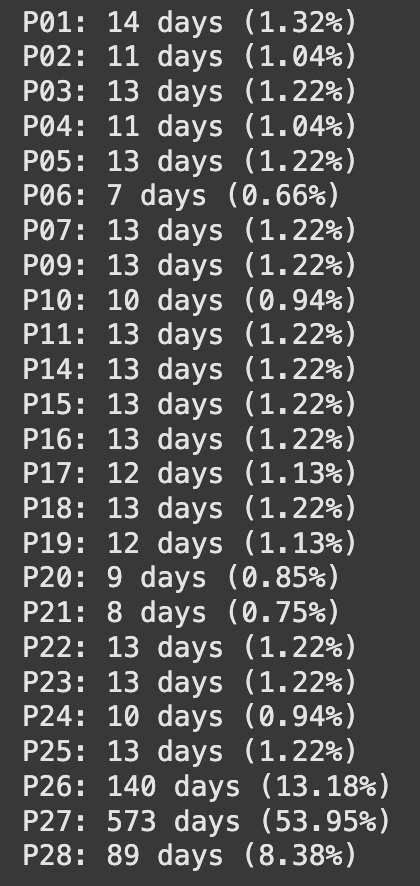 P01: 14 days (1.32%)
P02: 11 days (1.04%)
P03: 13 days (1.22%)
P04: 11 days (1.04%)
P05: 13 days (1.22%)
P06: 7 days (0.66%)
P07: 13 days (1.22%)
P09: 13 days (1.22%)
P10: 10 days (0.94%)
P11: 13 days (1.22%)
P14: 13 days (1.22%)
P15: 13 days (1.22%)
P16: 13 days (1.22%)
P17: 12 days (1.13%)
P18: 13 days (1.22%)
P19: 12 days (1.13%)
P20: 9 days (0.85%)
P21: 8 days (0.75%)
P22: 13 days (1.22%)
P23: 13 days (1.22%)
P24: 10 days (0.94%)
P25: 13 days (1.22%)
P26: 140 days (13.18%)
P27: 573 days (53.95%)
P28: 89 days (8.38%)